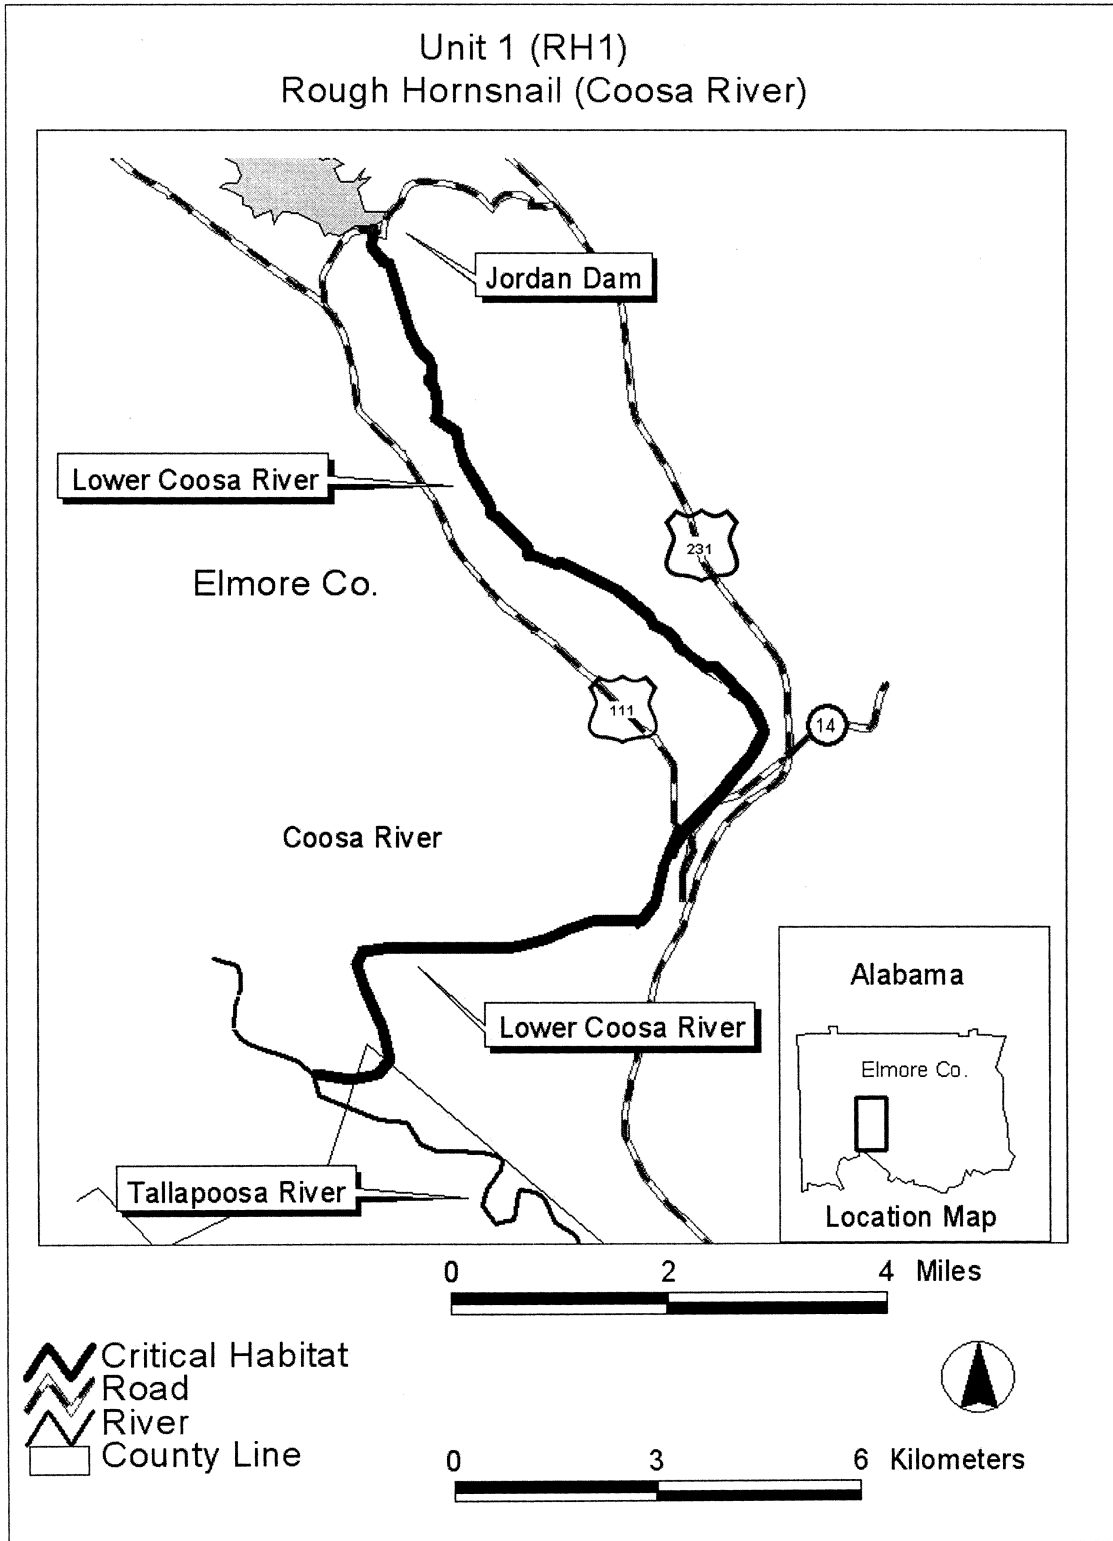 Unit 1 (RH1)
Rough Hornsnail (Coosa River)
Jordan Dam
Lower Coosa River
231
Elmore Co.
111
14
Coosa River
Alabama
Lower Coosa River
Elmore Co.
Tallapoosa River
Location Map
0 2 4 Miles
Critical Habitat
Road
River
County Line
0 3 6 Kilometers